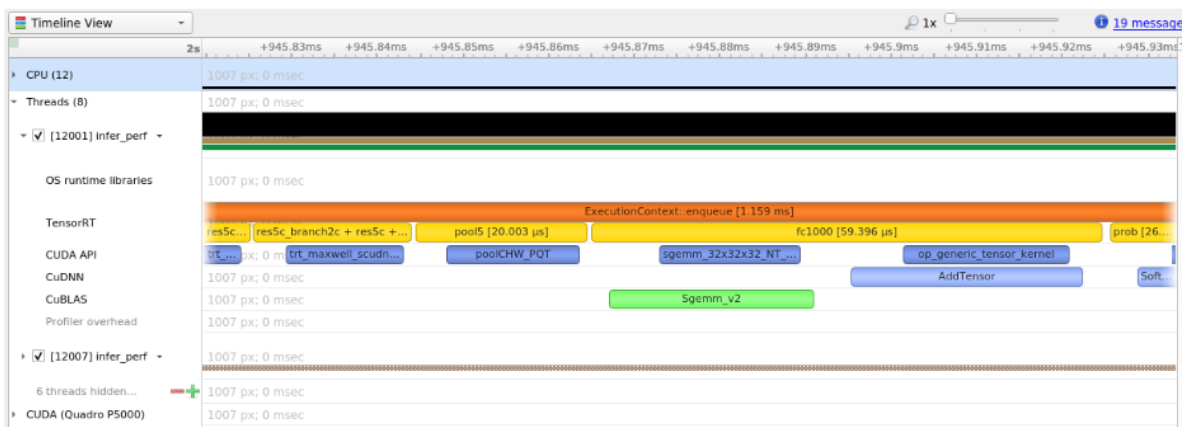 Timeline View 1x 19 message
2s +945.83ms +945.84ms +945.85ms +945.86ms +945.87ms +945.88ms +945.89ms +945.9ms +945.91ms +945.92ms +945.93ms
CPU (12) 1007 px; 0 msec
Threads (8) 1007 px; 0 msec
[12001] infer_perf
OS runtime libraries 1007 px; 0 msec
ExecutionContext::enqueue [1.159 ms]
TensorRT
res5c... res5c_branch2c + res5c +... pool5 [20.003 µs] fc1000 [59.396 µs] prob [26....
CUDA API trt_... px; 0 m trt_maxwell_scudn... poolCHW_PQT sgemm_32x32x32_NT_... op_generic_tensor_kernel
CuDNN 1007 px; 0 msec AddTensor Soft...
CuBLAS 1007 px; 0 msec Sgemm_v2
Profiler overhead 1007 px; 0 msec
[12007] infer_perf 1007 px; 0 msec
6 threads hidden... 1007 px; 0 msec
CUDA (Quadro P5000) 1007 px; 0 msec